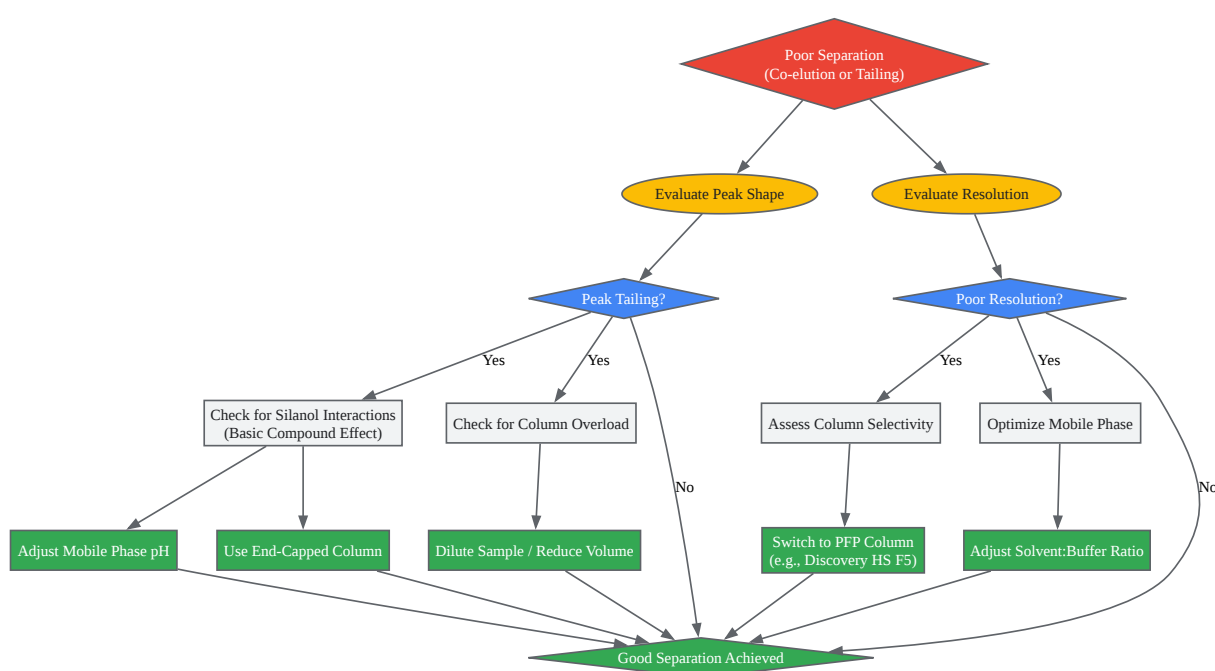 Poor Separation
(Co-elution or Tailing)
Evaluate Peak Shape
Evaluate Resolution
Peak Tailing?
Poor Resolution?
Yes
Yes
Yes
Yes
Check for Silanol Interactions
(Basic Compound Effect)
Check for Column Overload
Assess Column Selectivity
Optimize Mobile Phase
No
No
Adjust Mobile Phase pH
Use End-Capped Column
Dilute Sample / Reduce Volume
Switch to PFP Column
(e.g., Discovery HS F5)
Adjust Solvent:Buffer Ratio
Good Separation Achieved